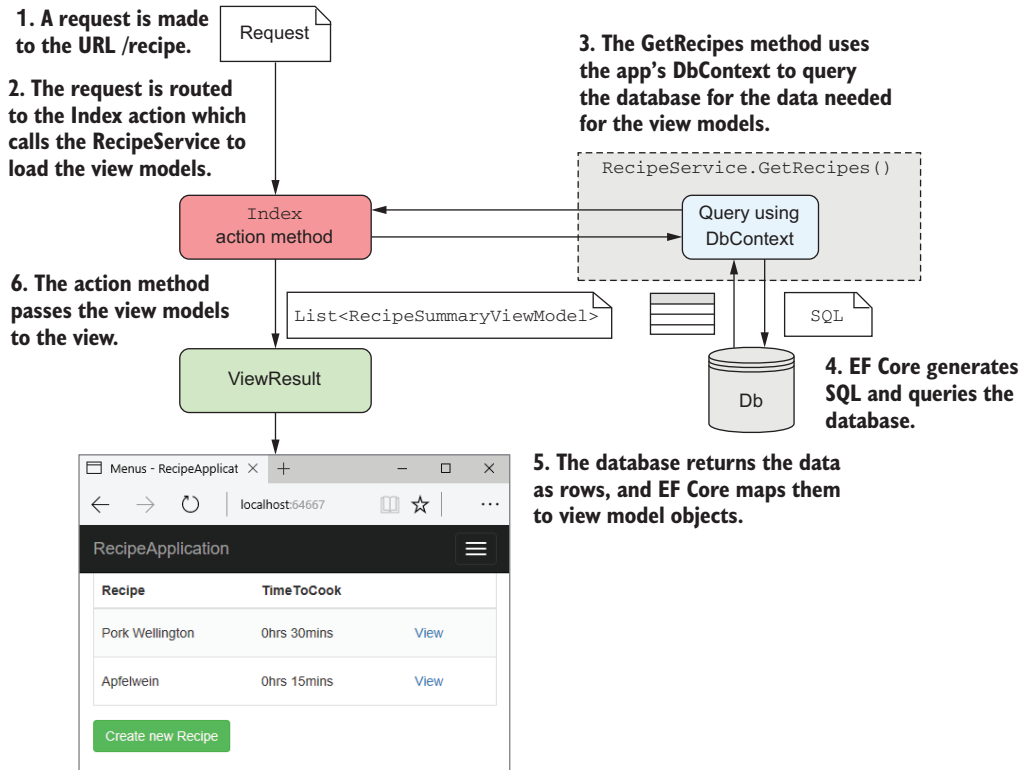 1. A request is made
to the URL /recipe.
Request
2. The request is routed
to the Index action which
calls the RecipeService to
load the view models.
3. The GetRecipes method uses
the app's DbContext to query
the database for the data needed
for the view models.
RecipeService.GetRecipes()
Index
action method
Query using
DbContext
6. The action method
passes the view models
to the view.
List<RecipeSummaryViewModel>
SQL
ViewResult
Db
4. EF Core generates
SQL and queries the
database.
5. The database returns the data
as rows, and EF Core maps them
to view model objects.
Menus - RecipeApplicat
localhost:64667
RecipeApplication
Recipe TimeToCook
Pork Wellington 0hrs 30mins View
Apfelwein 0hrs 15mins View
Create new Recipe